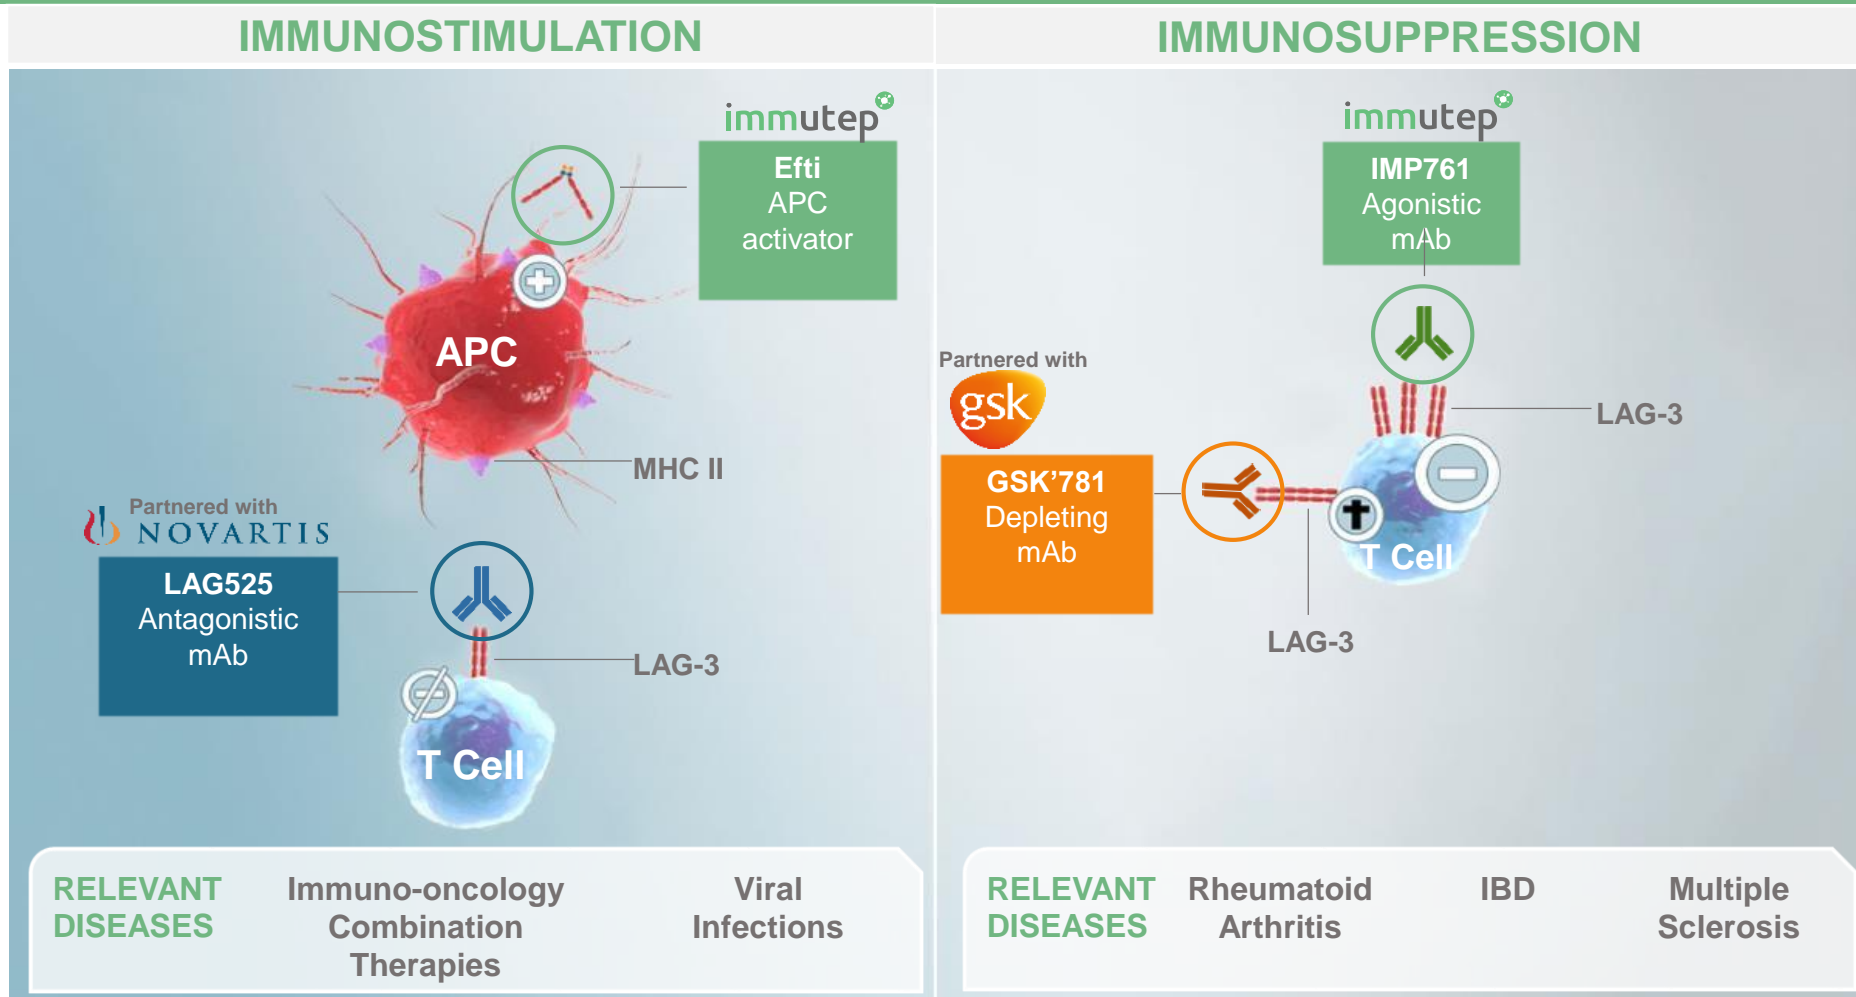 IMMUNOSTIMULATION
immutep
Efti
APC
activator
APC
MHC II
Partnered with
NOVARTIS
LAG525
Antagonistic
mAb
LAG-3
T Cell
RELEVANT
DISEASES
Immuno-oncology
Combination
Therapies
Viral
Infections
IMMUNOSUPPRESSION
immutep
IMP761
Agonistic
mAb
Partnered with
gsk
LAG-3
GSK’781
Depleting
mAb
T Cell
LAG-3
RELEVANT
DISEASES
Rheumatoid
Arthritis
IBD
Multiple
Sclerosis